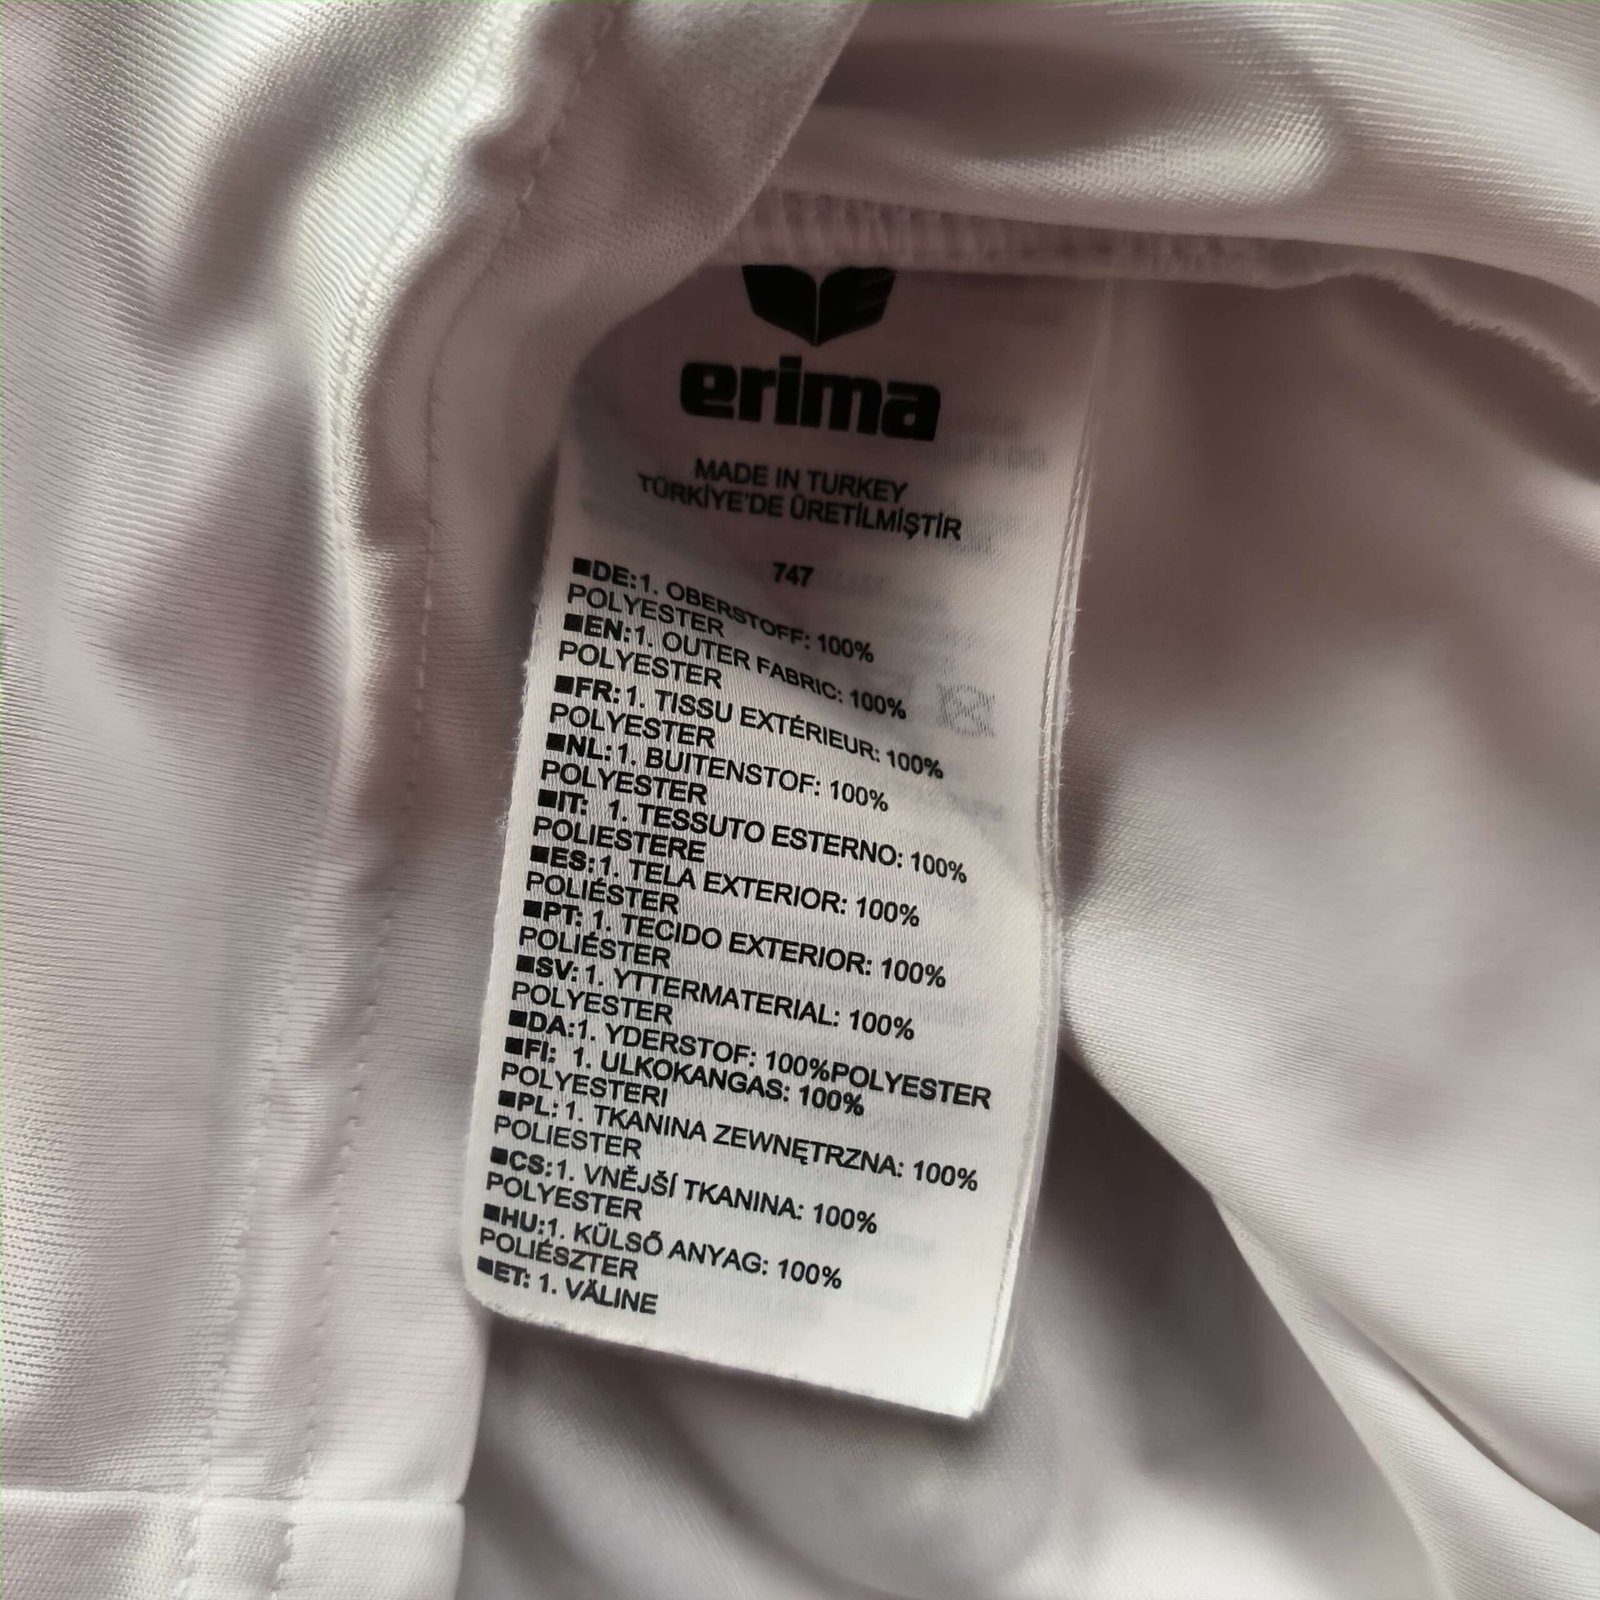 erima
MADE IN TURKEY
TÜRKİYE'DE ÜRETİLMİŞTİR
747
■DE:1. OBERSTOFF: 100%
POLYESTER
■EN:1. OUTER FABRIC: 100%
POLYESTER
■FR:1. TISSU EXTÉRIEUR: 100%
POLYESTER
■NL:1. BUITENSTOF: 100%
POLYESTER
■IT: 1. TESSUTO ESTERNO: 100%
POLIESTERE
■ES:1. TELA EXTERIOR: 100%
POLIÉSTER
■PT: 1. TECIDO EXTERIOR: 100%
POLIÉSTER
■SV:1. YTTERMATERIAL: 100%
POLYESTER
■DA:1. YDERSTOF: 100%POLYESTER
■FI: 1. ULKOKANGAS: 100%
POLYESTERI
■PL:1. TKANINA ZEWNĘTRZNA: 100%
POLIESTER
■CS:1. VNĚJŠÍ TKANINA: 100%
POLYESTER
■HU:1. KÜLSŐ ANYAG: 100%
POLIÉSZTER
■ET: 1. VÄLINE